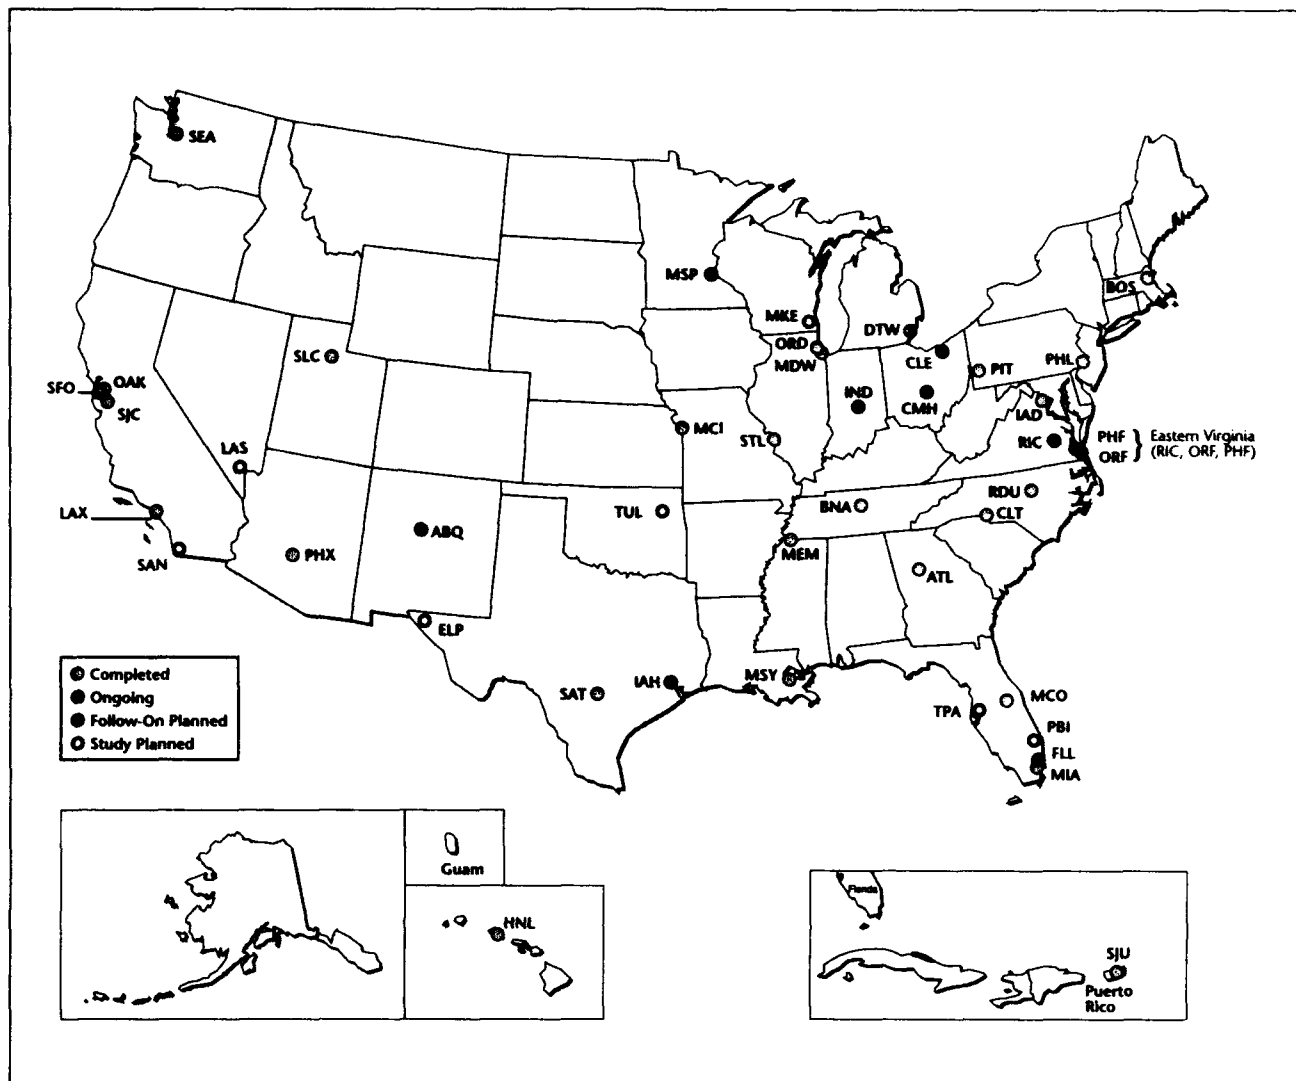 SEA
MSP
MKE
DTW
BOS
ORD
MDW
CLE
PIT
PHL
SLC
SFO
OAK
SJC
IND
CMH
IAD
MCI
STL
RIC
PHF
ORF
} Eastern Virginia
(RIC, ORF, PHF)
LAS
LAX
TUL
BNA
RDU
CLT
SAN
PHX
ABQ
MEM
ATL
ELP
Completed
Ongoing
Follow-On Planned
Study Planned
SAT
IAH
MSY
TPA
MCO
PBI
FLL
MIA
Guam
HNL
Florida
SJU
Puerto
Rico